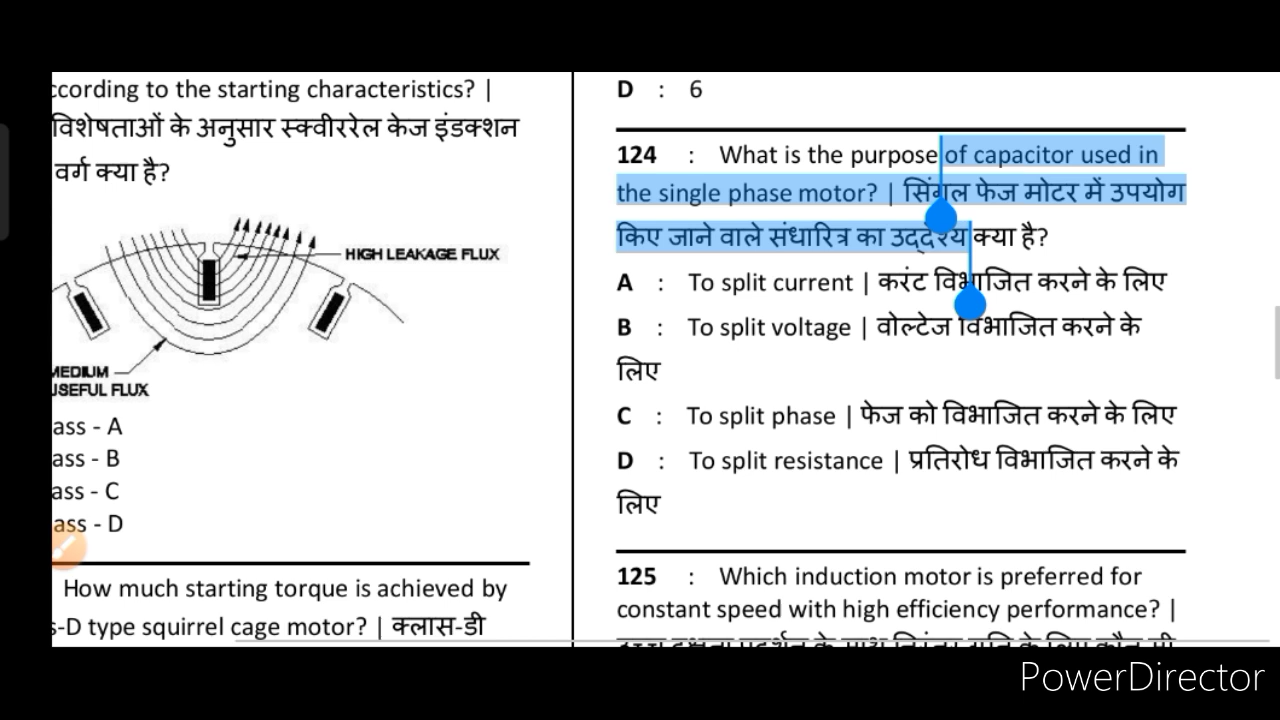 ccording to the starting characteristics? |
विशेषताओं के अनुसार स्क्वीररेल केज इंडक्शन
वर्ग क्या है?
HIGH LEAKAGE FLUX
MEDIUM
USEFUL FLUX
ass - A
ass - B
ass - C
ass - D
How much starting torque is achieved by
s-D type squirrel cage motor? | क्लास-डी
D : 6
124 : What is the purpose of capacitor used in
the single phase motor? | सिंगल फेज मोटर में उपयोग
किए जाने वाले संधारित्र का उद्देश्य क्या है?
A : To split current | करंट विभाजित करने के लिए
B : To split voltage | वोल्टेज विभाजित करने के
लिए
C : To split phase | फेज को विभाजित करने के लिए
D : To split resistance | प्रतिरोध विभाजित करने के
लिए
125 : Which induction motor is preferred for
constant speed with high efficiency performance? |
PowerDirector